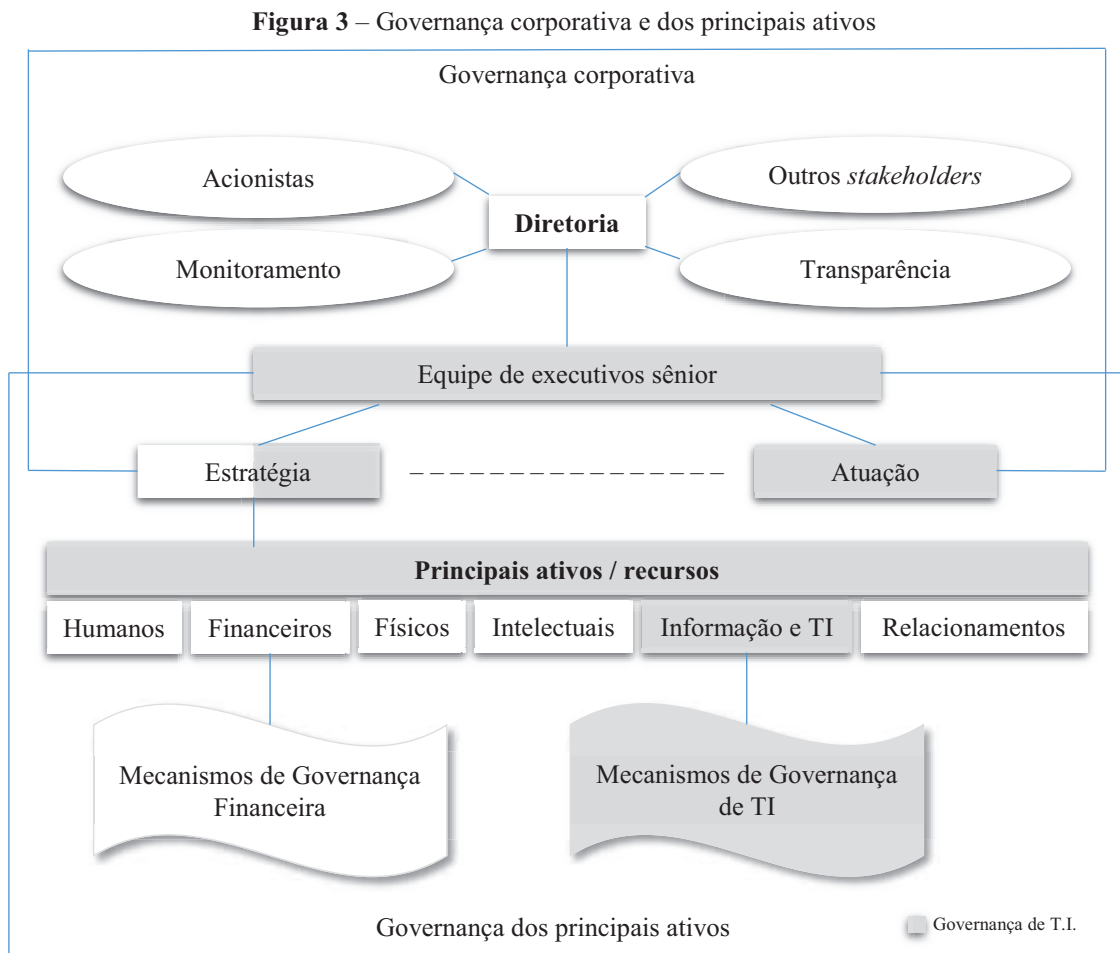 Figura 3 – Governança corporativa e dos principais ativos
Governança corporativa
Acionistas
Outros stakeholders
Diretoria
Monitoramento
Transparência
Equipe de executivos sênior
Estratégia
Atuação
Principais ativos / recursos
Humanos
Financeiros
Físicos
Intelectuais
Informação e TI
Relacionamentos
Mecanismos de Governança
Financeira
Mecanismos de Governança
de TI
Governança dos principais ativos
Governança de T.I.